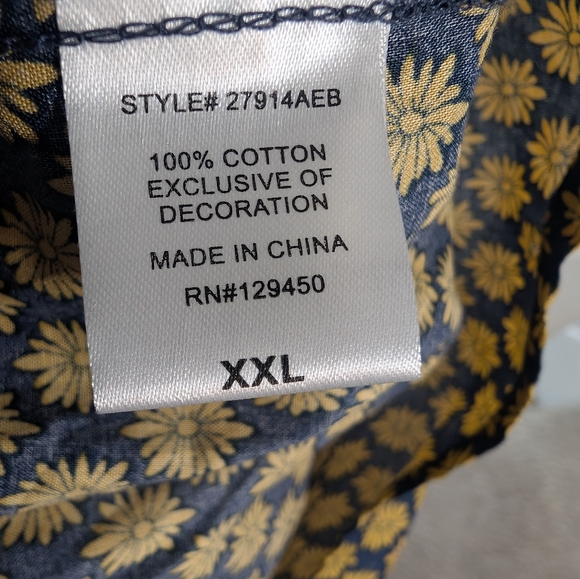 STYLE# 27914AEB
100% COTTON
EXCLUSIVE OF
DECORATION
MADE IN CHINA
RN#129450
XXL